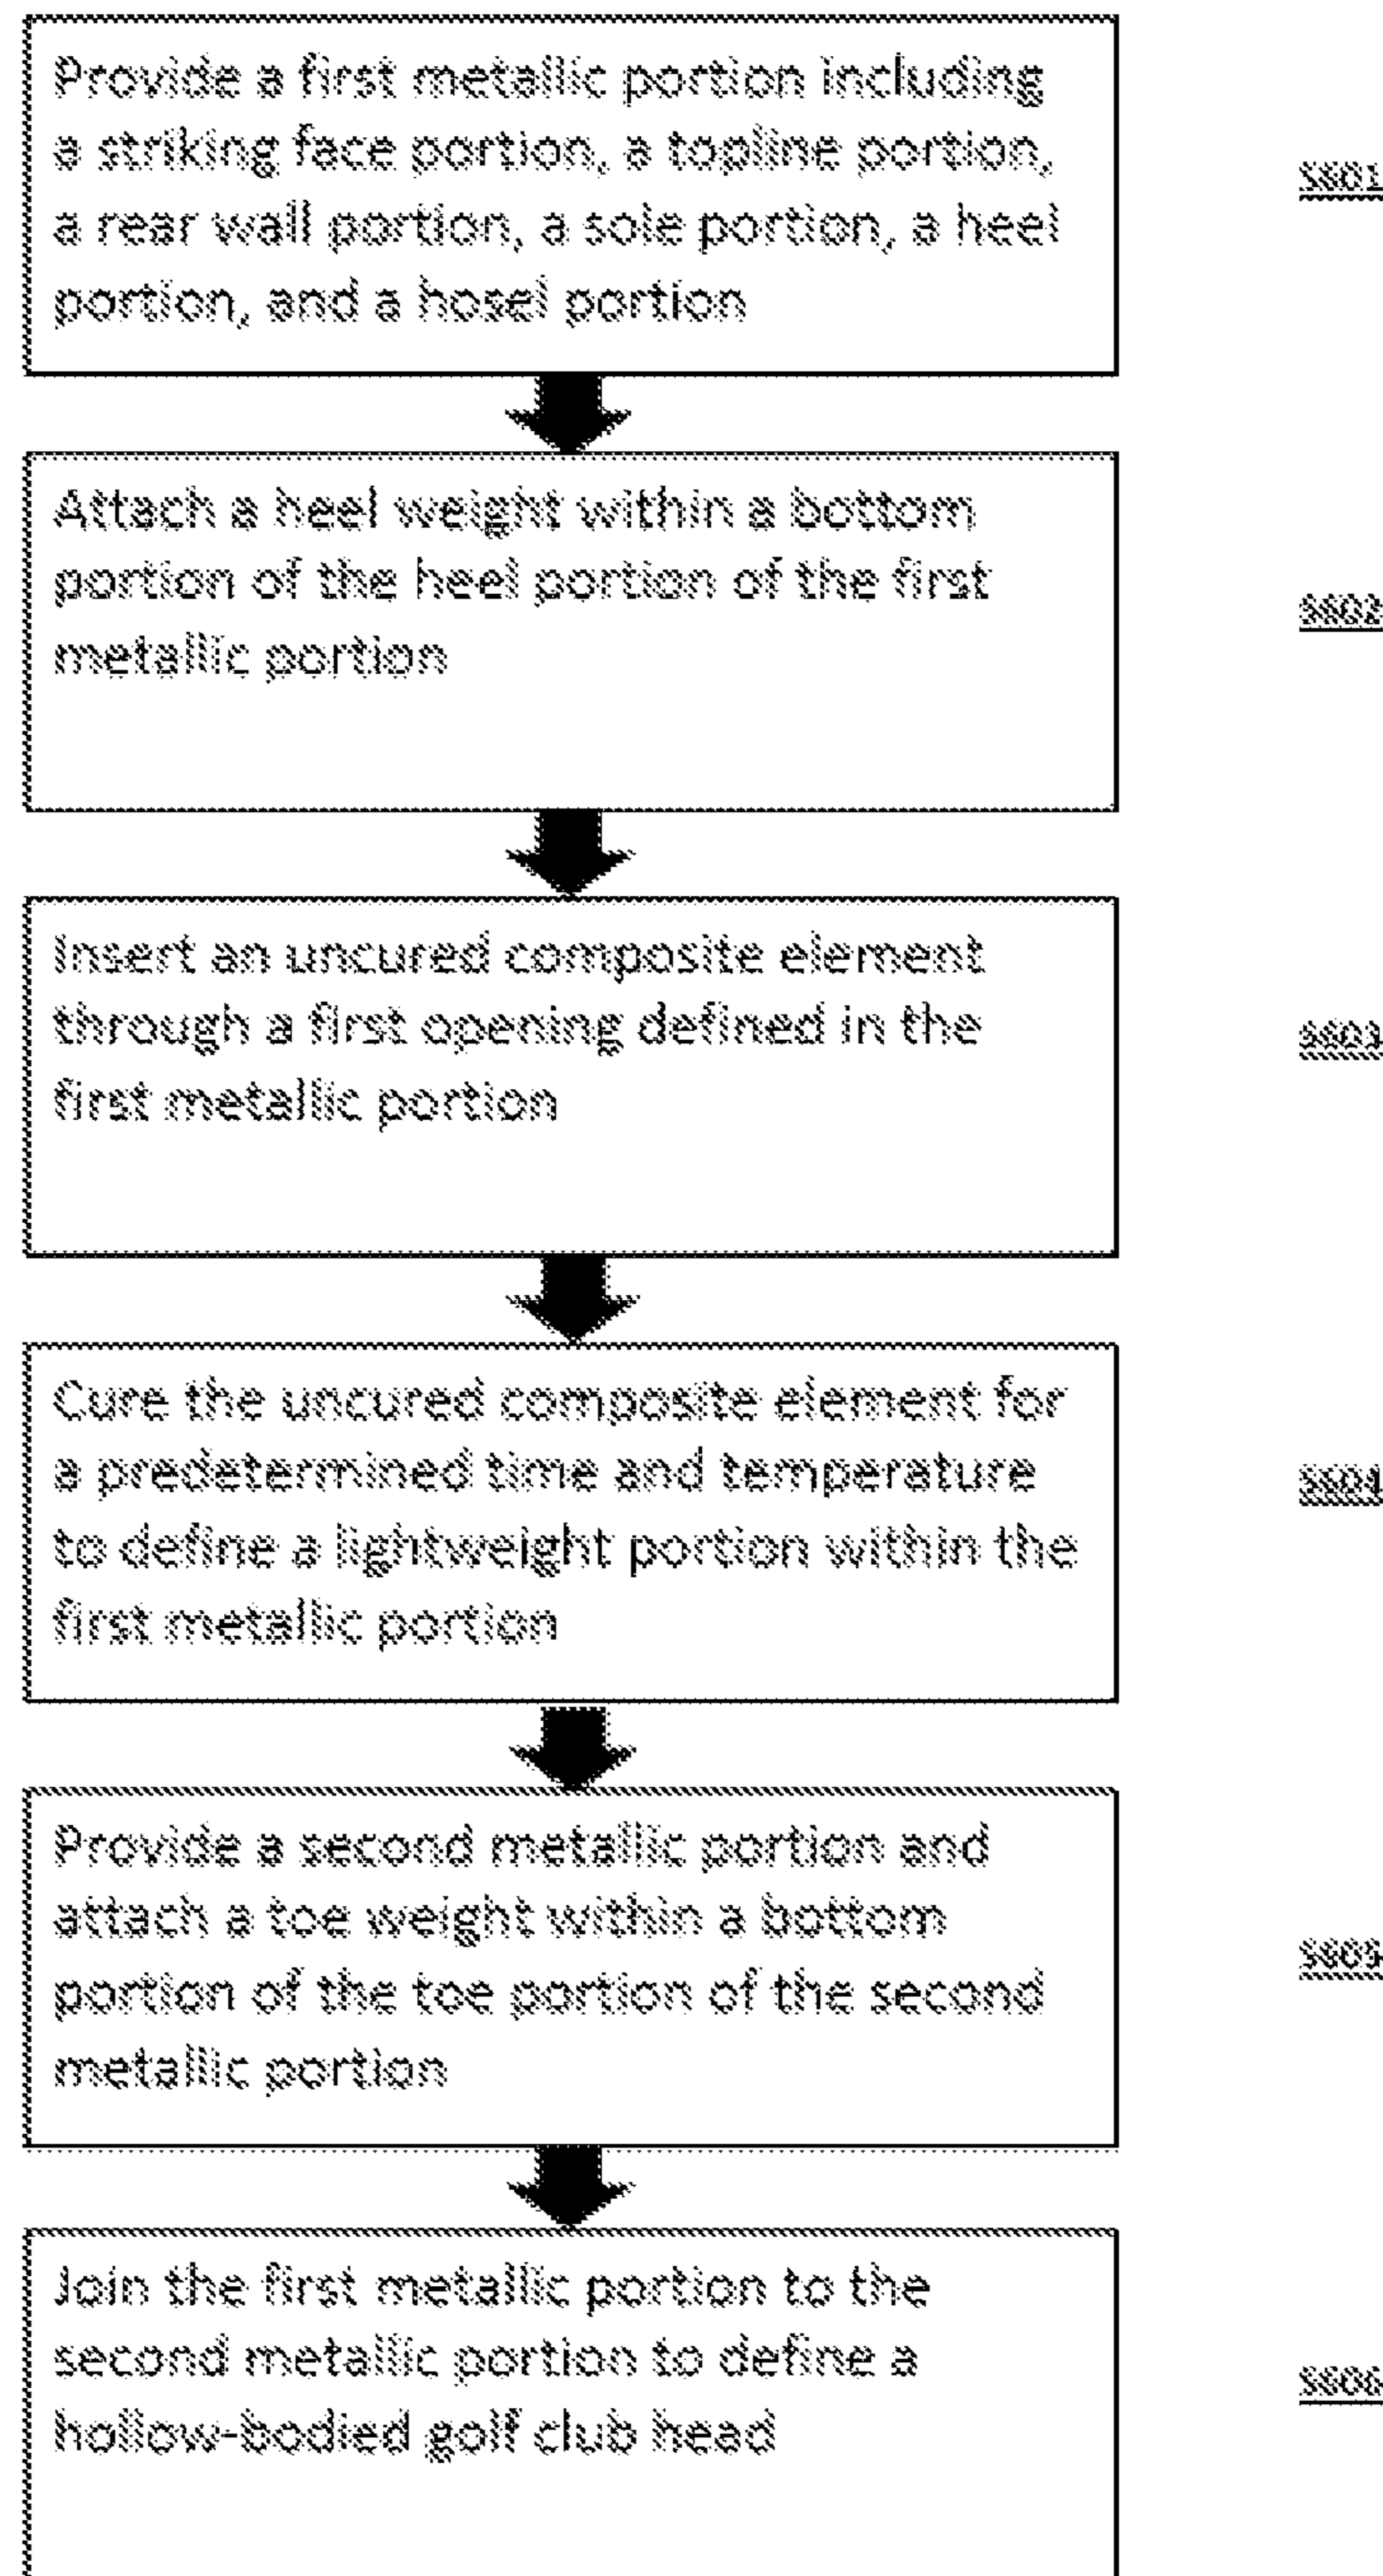 Provide a first metallic portion including
a striking face portion, a topline portion,
a rear wall portion, a sole portion, a heel
portion, and a hosel portion
Attach a heel weight within a bottom
portion of the heel portion of the first
metallic portion
Insert an uncured composite element
through a first opening defined in the
first metallic portion
Cure the uncured composite element for
a predetermined time and temperature
to define a lightweight portion within the
first metallic portion
Provide a second metallic portion and
attach a toe weight within a bottom
portion of the toe portion of the second
metallic portion
Join the first metallic portion to the
second metallic portion to define a
hollow-bodied golf club head